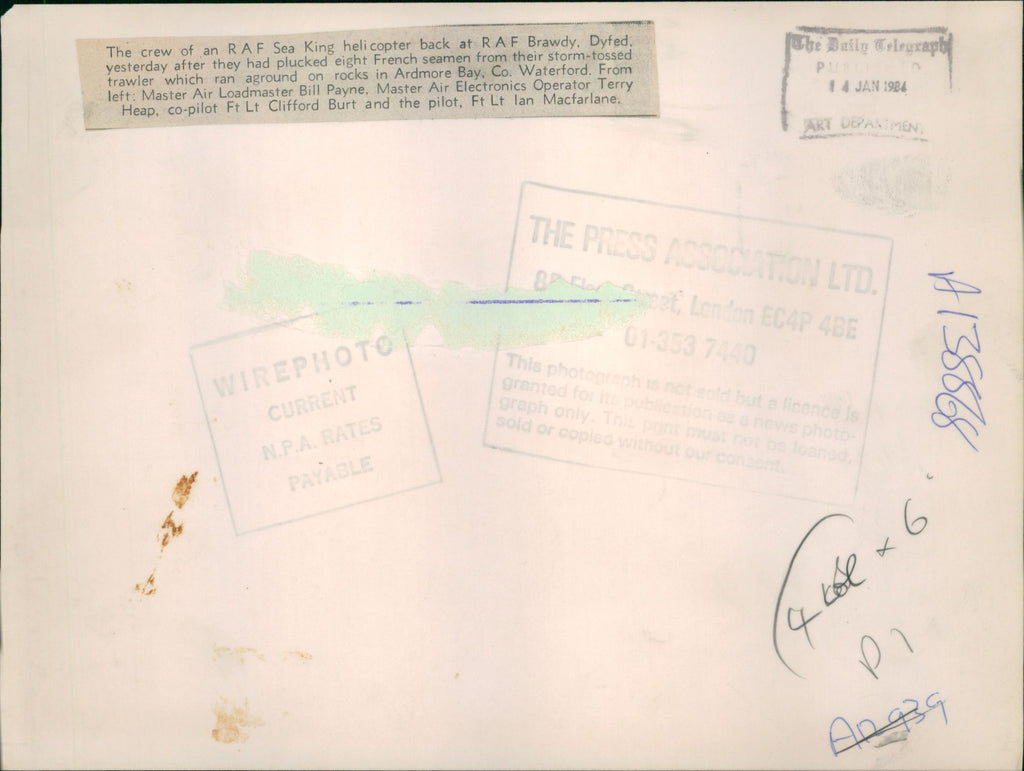 The crew of an R A F Sea King helicopter back at R A F Brawdy, Dyfed,
yesterday after they had plucked eight French seamen from their storm-tossed
trawler which ran aground on rocks in Ardmore Bay, Co. Waterford. From
left: Master Air Loadmaster Bill Payne, Master Air Electronics Operator Terry
Heap, co-pilot Ft Lt Clifford Burt and the pilot, Ft Lt Ian Macfarlane.
The Daily Telegraph
14 JAN 1984
ART DEPARTMENT
THE PRESS ASSOCIATION LTD.
Street, London EC4P 4BE
01-353 7440
This photograph is not sold but a licence is
granted for its publication as a news photo-
graph only. This print must not be loaned,
sold or copied without our consent.
WIREPHOTO
CURRENT
N.P.A. RATES
PAYABLE
A138868
+ 6
P 1